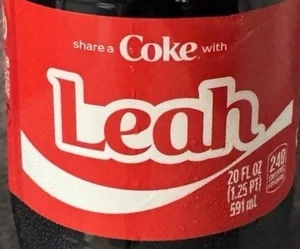 share a Coke with
Leah
20 FL OZ
(1.25 PT)
591 mL
240